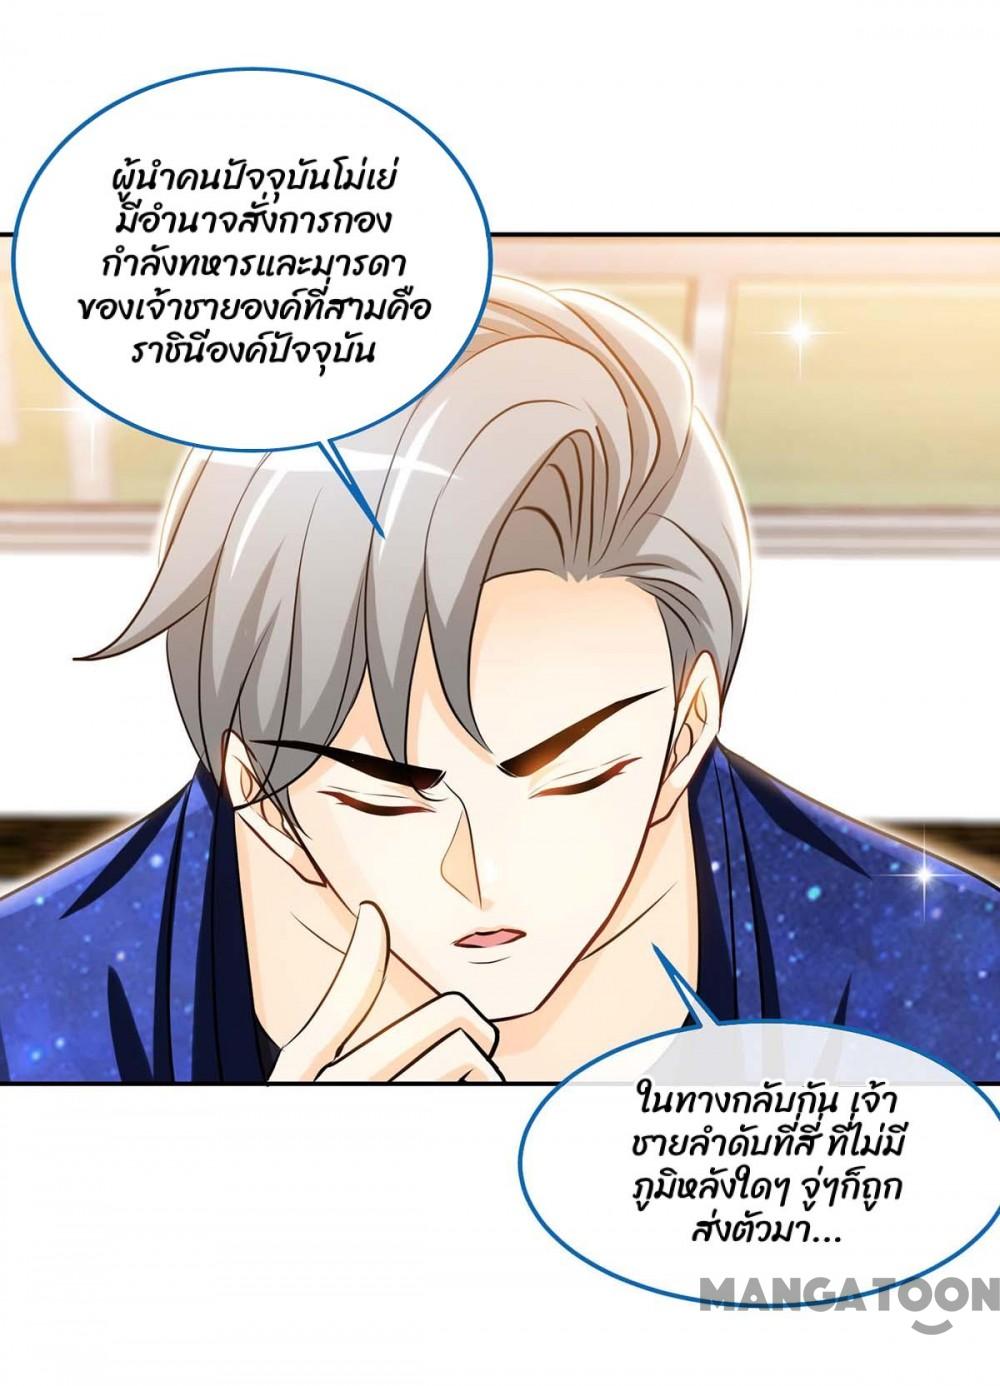 ผู้นำคนปัจจุบันโม่เย่
มีอำนาจสั่งการกอง
กำลังทหารและมารดา
ของเจ้าชายองค์ที่สามคือ
ราชินีองค์ปัจจุบัน
ในทางกลับกัน เจ้า
ชายลำดับที่สี่ ที่ไม่มี
ภูมิหลังใดๆ จู่ๆก็ถูก
ส่งตัวมา...
MANGATOON